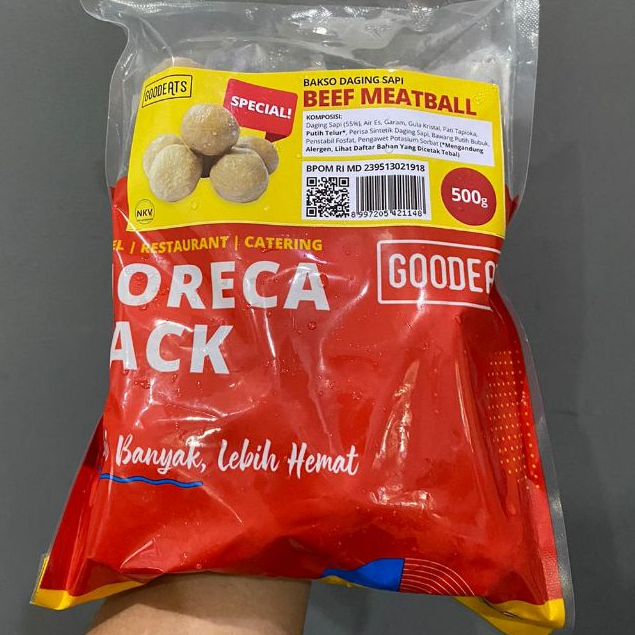 GOODEATS
SPECIAL!
BAKSO DAGING SAPI
BEEF MEATBALL
KOMPOSISI:
Daging Sapi (55%), Air Es, Garam, Gula Kristal, Pati Tapioka,
Putih Telur*, Perisa Sintetik Daging Sapi, Bawang Putih Bubuk,
Penstabil Fosfat, Pengawet Potasium Sorbat (*Mengandung
Alergen, Lihat Daftar Bahan Yang Dicetak Tebal)
BPOM RI MD 239513021918
8 997205 421148
500g
NKV
EL / RESTAURANT | CATERING
ORECA
ACK
GOODEA
Banyak, Lebih Hemat